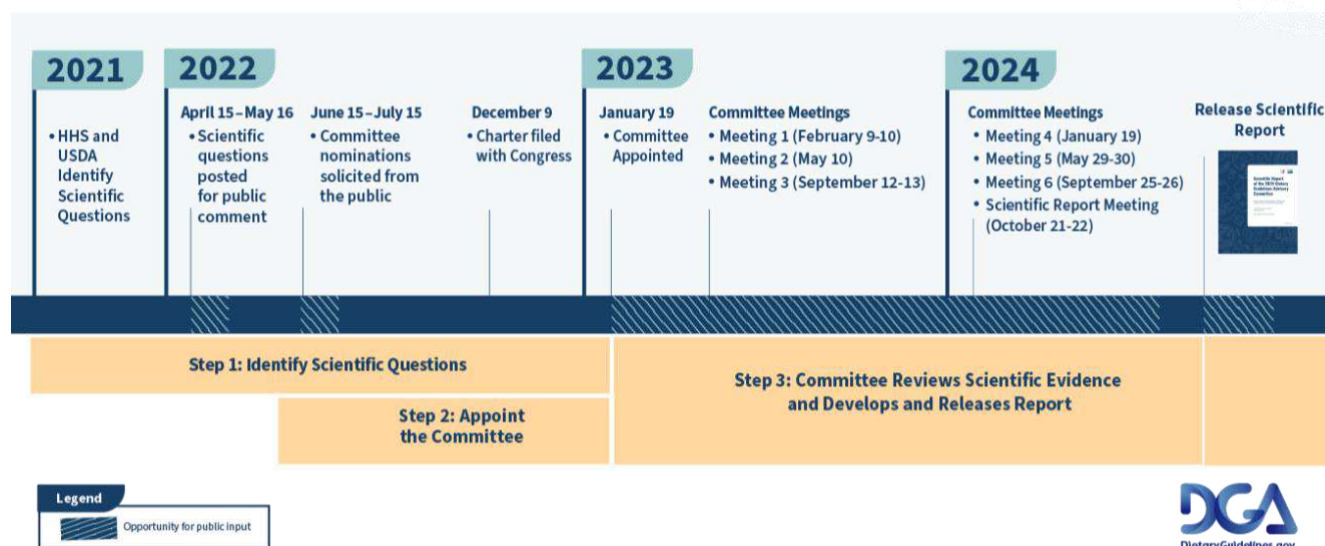 2021
• HHS and
USDA
Identify
Scientific
Questions
2022
April 15–May 16
• Scientific
questions
posted
for public
comment
June 15–July 15
• Committee
nominations
solicited from
the public
December 9
• Charter filed
with Congress
2023
January 19
• Committee
Appointed
Committee Meetings
• Meeting 1 (February 9-10)
• Meeting 2 (May 10)
• Meeting 3 (September 12-13)
2024
Committee Meetings
• Meeting 4 (January 19)
• Meeting 5 (May 29-30)
• Meeting 6 (September 25-26)
• Scientific Report Meeting
(October 21-22)
Release Scientific
Report
Step 1: Identify Scientific Questions
Step 2: Appoint
the Committee
Step 3: Committee Reviews Scientific Evidence
and Develops and Releases Report
Legend
Opportunity for public input
DGA
DietaryGuidelines.gov